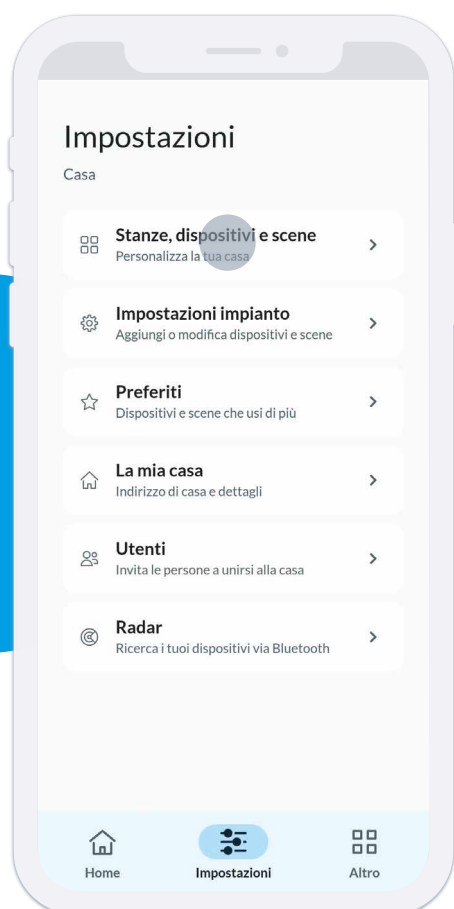 Impostazioni
Casa
Stanze, dispositivi e scene
Personalizza la tua casa
Impostazioni impianto
Aggiungi o modifica dispositivi e scene
Preferiti
Dispositivi e scene che usi di più
La mia casa
Indirizzo di casa e dettagli
Utenti
Invita le persone a unirsi alla casa
Radar
Ricerca i tuoi dispositivi via Bluetooth
Home
Impostazioni
Altro